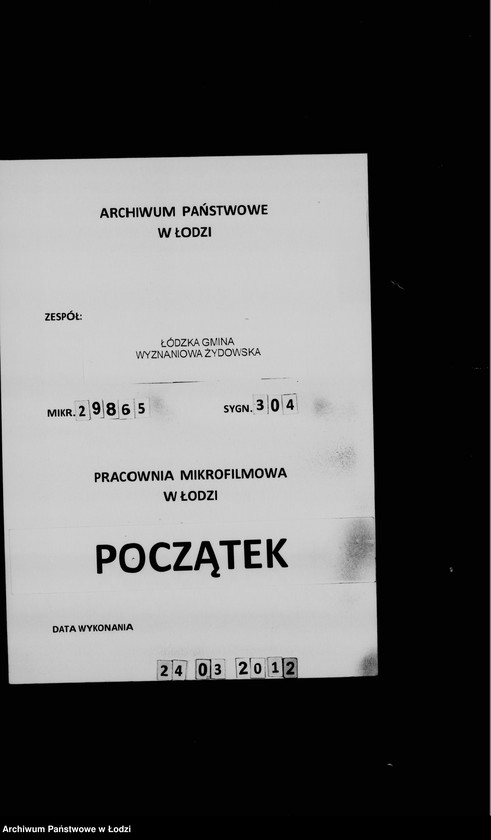 ARCHIWUM PAŃSTWOWE
W ŁODZI
ZESPÓŁ:
ŁÓDZKA GMINA
WYZNANIOWA ŻYDOWSKA
MIKR. 29865 SYGN. 304
PRACOWNIA MIKROFILMOWA
W ŁODZI
POCZĄTEK
DATA WYKONANIA
24 03 2012
Archiwum Państwowe w Łodzi